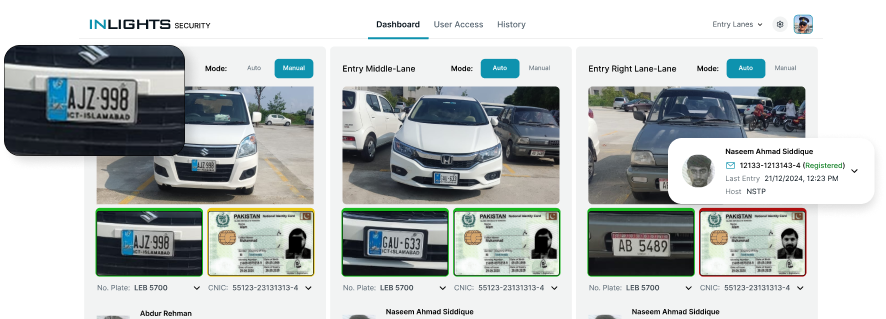 INLIGHTS SECURITY
Dashboard User Access History
Entry Lanes
Mode: Auto Manual
Entry Middle-Lane Mode: Auto Manual
Entry Right Lane-Lane Mode: Auto Manual
AJZ-998
ICT-ISLAMABAD
AJZ-998
Naseem Ahmad Siddique
12133-1213143-4 (Registered)
Last Entry 21/12/2024, 12:23 PM
Host NSTP
AJZ-998
ICT-ISLAMABAD
PAKISTAN National Identity Card
GAU-633
PAKISTAN National Identity Card
AB 5489
PAKISTAN National Identity Card
No. Plate: LEB 5700
CNIC: 55123-23131313-4
No. Plate: LEB 5700
CNIC: 55123-23131313-4
No. Plate: LEB 5700
CNIC: 55123-23131313-4
Abdur Rehman
Naseem Ahmad Siddique
Naseem Ahmad Siddique